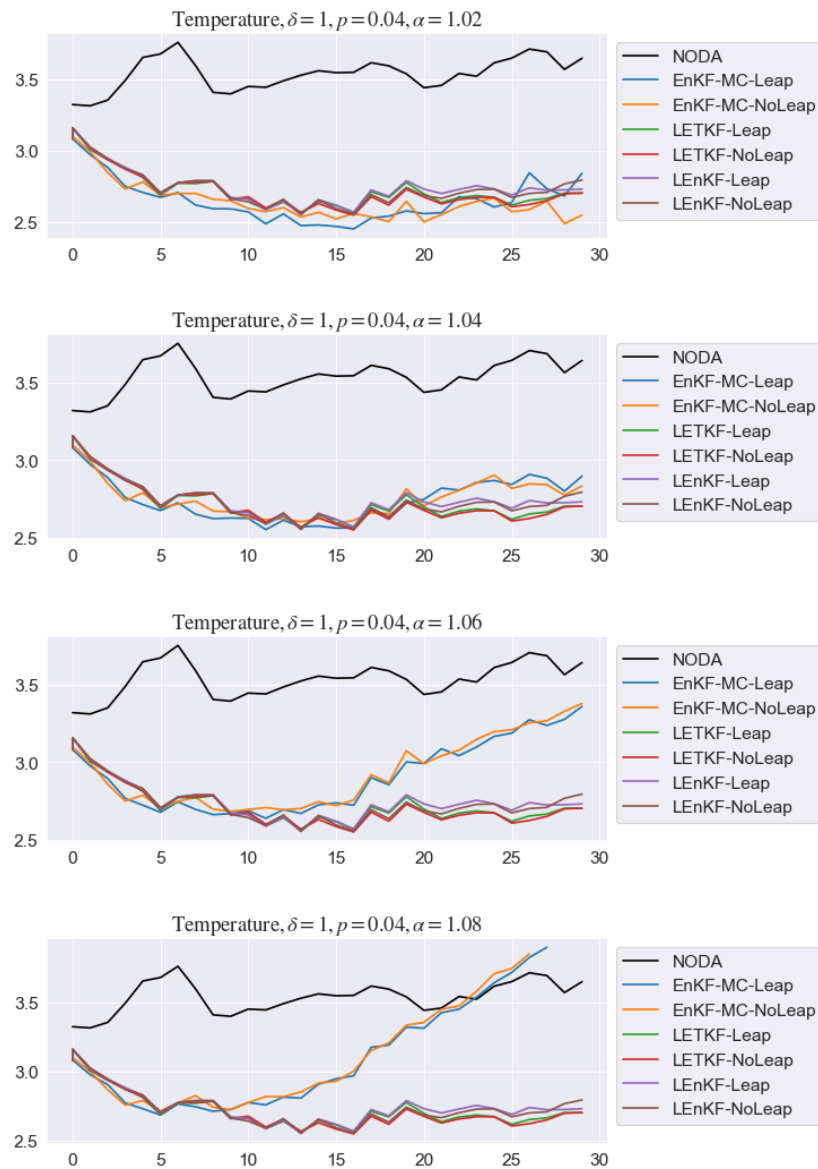 Temperature, δ = 1, p = 0.04, α = 1.02
3.5
3.0
2.5
0 5 10 15 20 25 30
NODA
EnKF-MC-Leap
EnKF-MC-NoLeap
LETKF-Leap
LETKF-NoLeap
LEnKF-Leap
LEnKF-NoLeap
Temperature, δ = 1, p = 0.04, α = 1.04
3.5
3.0
2.5
0 5 10 15 20 25 30
NODA
EnKF-MC-Leap
EnKF-MC-NoLeap
LETKF-Leap
LETKF-NoLeap
LEnKF-Leap
LEnKF-NoLeap
Temperature, δ = 1, p = 0.04, α = 1.06
3.5
3.0
2.5
0 5 10 15 20 25 30
NODA
EnKF-MC-Leap
EnKF-MC-NoLeap
LETKF-Leap
LETKF-NoLeap
LEnKF-Leap
LEnKF-NoLeap
Temperature, δ = 1, p = 0.04, α = 1.08
3.5
3.0
2.5
0 5 10 15 20 25 30
NODA
EnKF-MC-Leap
EnKF-MC-NoLeap
LETKF-Leap
LETKF-NoLeap
LEnKF-Leap
LEnKF-NoLeap